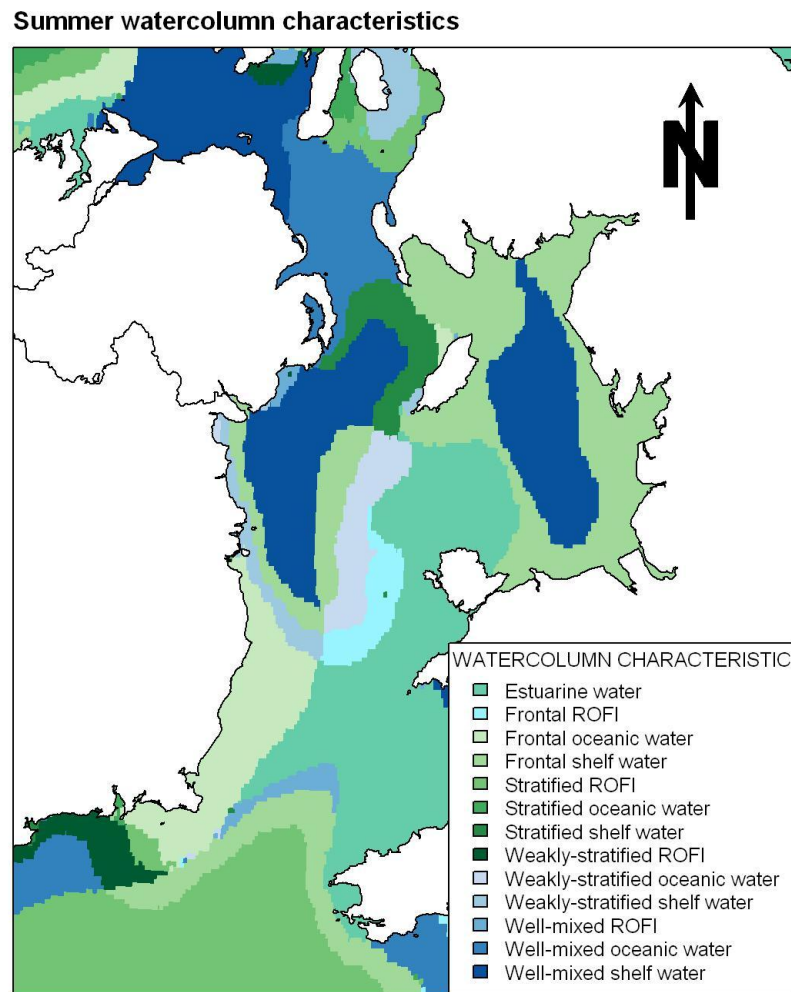 Summer watercolumn characteristics
N
WATERCOLUMN CHARACTERISTIC
Estuarine water
Frontal ROFI
Frontal oceanic water
Frontal shelf water
Stratified ROFI
Stratified oceanic water
Stratified shelf water
Weakly-stratified ROFI
Weakly-stratified oceanic water
Weakly-stratified shelf water
Well-mixed ROFI
Well-mixed oceanic water
Well-mixed shelf water